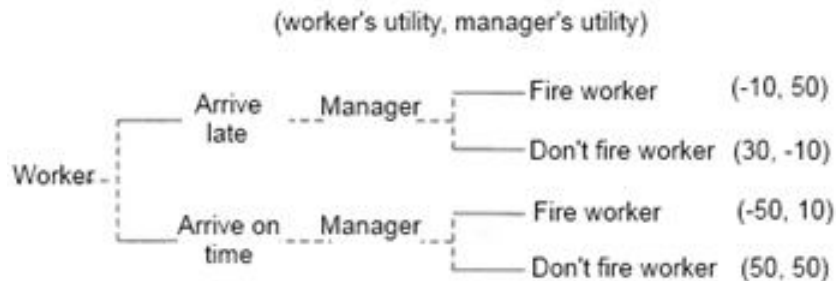 (worker's utility, manager's utility)
Fire worker (-10, 50)
Arrive late Manager
Don't fire worker (30, -10)
Worker
Fire worker (-50, 10)
Arrive on time Manager
Don't fire worker (50, 50)